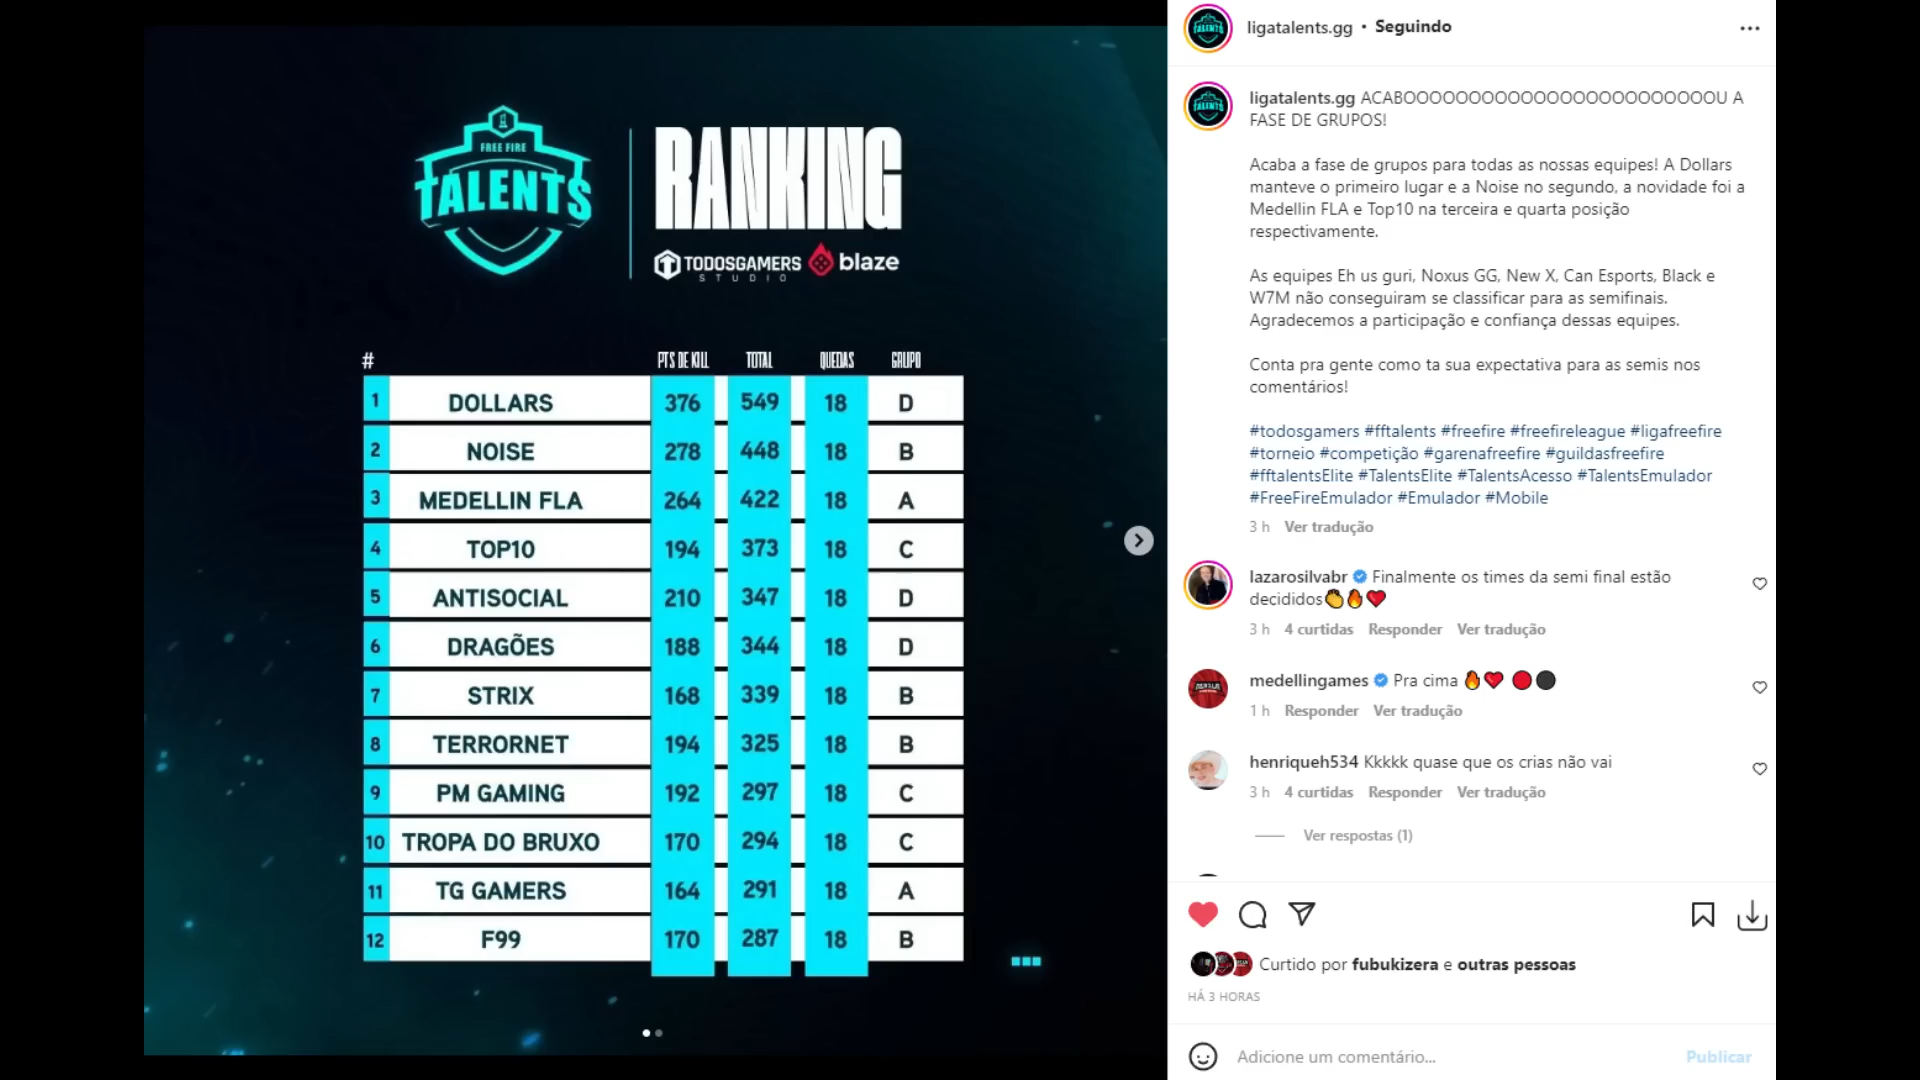 FREE FIRE
TALENTS
RANKING
TODOSGAMERS
STUDIO
blaze
# PTS DE KILL TOTAL QUEDAS GRUPO
1 DOLLARS 376 549 18 D
2 NOISE 278 448 18 B
3 MEDELLIN FLA 264 422 18 A
4 TOP10 194 373 18 C
5 ANTISOCIAL 210 347 18 D
6 DRAGÕES 188 344 18 D
7 STRIX 168 339 18 B
8 TERRORNET 194 325 18 B
9 PM GAMING 192 297 18 C
10 TROPA DO BRUXO 170 294 18 C
11 TG GAMERS 164 291 18 A
12 F99 170 287 18 B
ligatalents.gg • Seguindo
ligatalents.gg ACABOOOOOOOOOOOOOOOOOOOOOOOOU A
FASE DE GRUPOS!
Acaba a fase de grupos para todas as nossas equipes! A Dollars
manteve o primeiro lugar e a Noise no segundo, a novidade foi a
Medellin FLA e Top10 na terceira e quarta posição
respectivamente.
As equipes Eh us guri, Noxus GG, New X, Can Esports, Black e
W7M não conseguiram se classificar para as semifinais.
Agradecemos a participação e confiança dessas equipes.
Conta pra gente como ta sua expectativa para as semis nos
comentários!
#todosgamers #fftalents #freefire #freefireleague #ligafreefire
#torneio #competição #garenafreefire #guildasfreefire
#fftalentsElite #TalentsElite #TalentsAcesso #TalentsEmulador
#FreeFireEmulador #Emulador #Mobile
3 h Ver tradução
lazarosilvabr Finalmente os times da semi final estão
decididos👏🔥❤️
3 h 4 curtidas Responder Ver tradução
medellingames Pra cima 🔥❤️ 🔴⚫
1 h Responder Ver tradução
henriqueh534 Kkkkk quase que os crias não vai
3 h 4 curtidas Responder Ver tradução
Ver respostas (1)
Curtido por fubukizera e outras pessoas
HÁ 3 HORAS
Adicione um comentário... Publicar